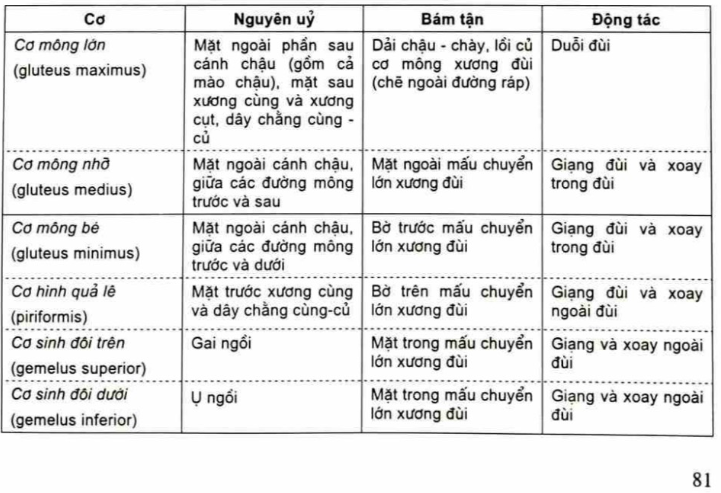 Cơ
Nguyên uỷ
Bám tận
Động tác
Cơ mông lớn
(gluteus maximus)
Mặt ngoài phần sau
cánh chậu (gồm cả
mào chậu), mặt sau
xương cùng và xương
cụt, dây chằng cùng -
củ
Dải chậu - chày, lồi củ
cơ mông xương đùi
(chẽ ngoài đường ráp)
Duỗi đùi
Cơ mông nhỡ
(gluteus medius)
Mặt ngoài cánh chậu,
giữa các đường mông
trước và sau
Mặt ngoài mấu chuyển
lớn xương đùi
Giạng đùi và xoay
trong đùi
Cơ mông bé
(gluteus minimus)
Mặt ngoài cánh chậu,
giữa các đường mông
trước và dưới
Bờ trước mấu chuyển
lớn xương đùi
Giạng đùi và xoay
trong đùi
Cơ hình quả lê
(piriformis)
Mặt trước xương cùng
và dây chằng cùng-củ
Bờ trên mấu chuyển
lớn xương đùi
Giạng đùi và xoay
ngoài đùi
Cơ sinh đôi trên
(gemelus superior)
Gai ngồi
Mặt trong mấu chuyển
lớn xương đùi
Giạng và xoay ngoài
đùi
Cơ sinh đôi dưới
(gemelus inferior)
Ụ ngồi
Mặt trong mấu chuyển
lớn xương đùi
Giạng và xoay ngoài
đùi
81